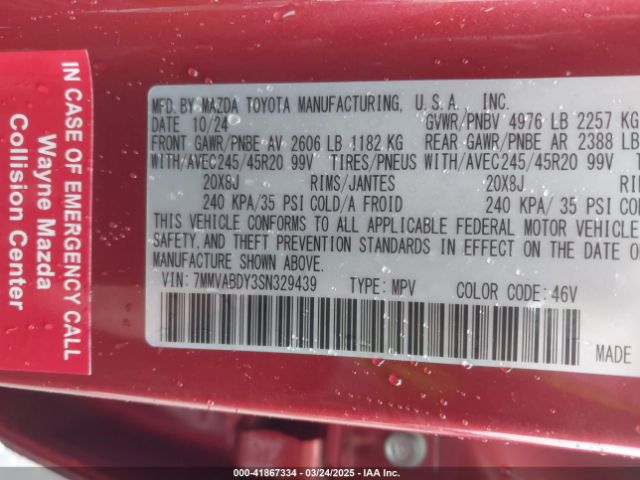 IN CASE OF EMERGENCY CALL
Wayne Mazda
Collision Center
MFD. BY MAZDA TOYOTA MANUFACTURING, U.S.A. INC.
DATE 10/24 GVWR/PNBV 4976 LB 2257 KG
FRONT GAWR/PNBE AV 2606 LB 1182 KG REAR GAWR/PNBE AR 2388 LB
WITH/AVEC245/45R20 99V TIRES/PNEUS WITH/AVEC245/45R20 99V
20X8J RIMS/JANTES 20X8J
240 KPA/35 PSI COLD/A FROID 240 KPA/ 35 PSI
THIS VEHICLE CONFORMS TO ALL APPLICABLE FEDERAL MOTOR VEHICLE
SAFETY, AND THEFT PREVENTION STANDARDS IN EFFECT ON THE DATE
MANUFACTURE SHOWN ABOVE.
VIN: 7MMVABDY3SN329439 TYPE: MPV COLOR CODE: 46V
MADE
000-41867334 - 03/24/2025 - IAA Inc.